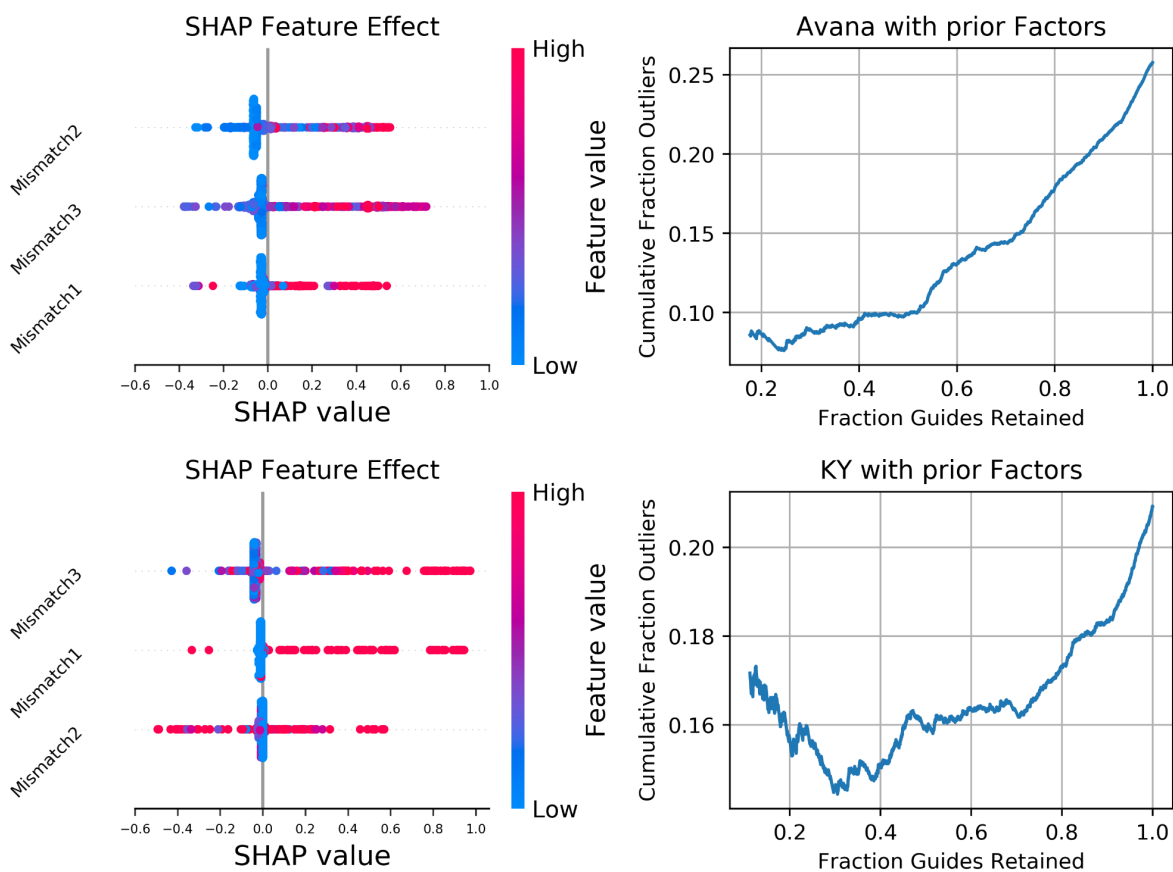 SHAP Feature Effect
High
Mismatch2
Mismatch3
Mismatch1
Feature value
Low
−0.6 −0.4 −0.2 0.0 0.2 0.4 0.6 0.8 1.0
SHAP value
Avana with prior Factors
Cumulative Fraction Outliers
0.25
0.20
0.15
0.10
0.2 0.4 0.6 0.8 1.0
Fraction Guides Retained
SHAP Feature Effect
High
Mismatch3
Mismatch1
Mismatch2
Feature value
Low
−0.6 −0.4 −0.2 0.0 0.2 0.4 0.6 0.8 1.0
SHAP value
KY with prior Factors
Cumulative Fraction Outliers
0.20
0.18
0.16
0.2 0.4 0.6 0.8 1.0
Fraction Guides Retained